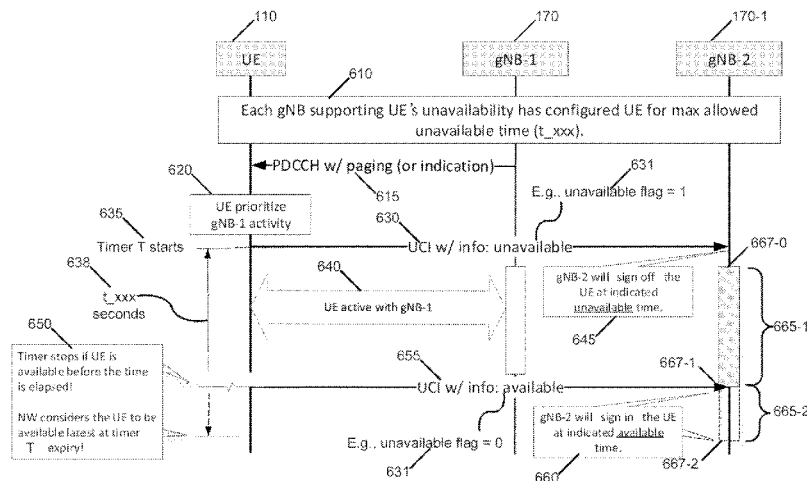 110
170
170-1
UE
gNB-1
gNB-2
610
Each gNB supporting UE's unavailability has configured UE for max allowed
unavailable time (t_xxx).
PDCCH w/ paging (or indication)
615
620
UE prioritize
gNB-1 activity
631
E.g., unavailable flag = 1
635
Timer T starts
630
UCI w/ info: unavailable
667-0
638
t_xxx
seconds
640
UE active with gNB-1
gNB-2 will sign off the
UE at indicated
unavailable time.
645
665-1
650
Timer stops if UE is
available before the time
is elapsed!
NW considers the UE to be
available latest at timer
T expiry!
655
UCI w/ info: available
667-1
665-2
E.g., unavailable flag = 0
631
gNB-2 will sign in the UE
at indicated available
time.
660
667-2